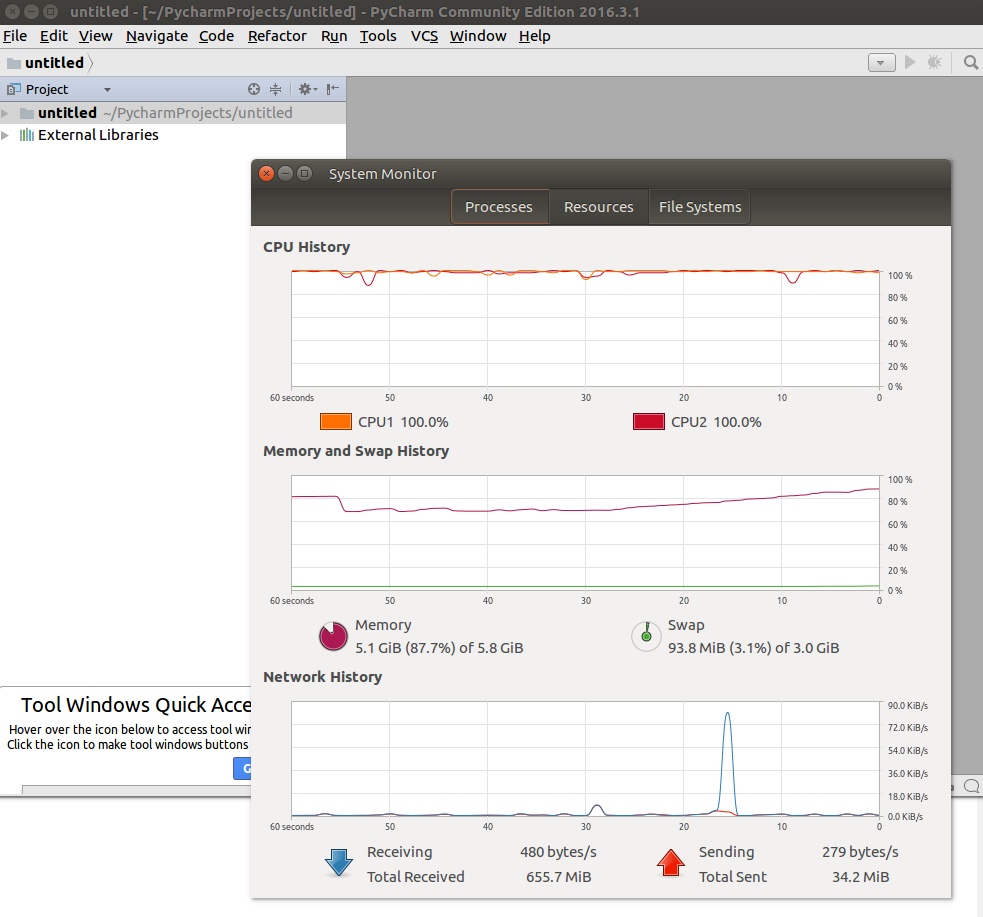 untitled - [~/PycharmProjects/untitled] - PyCharm Community Edition 2016.3.1
File Edit View Navigate Code Refactor Run Tools VCS Window Help
untitled
Project
untitled ~/PycharmProjects/untitled
External Libraries
System Monitor
Processes Resources File Systems
CPU History
100 %
80 %
60 %
40 %
20 %
0 %
60 seconds 50 40 30 20 10 0
CPU1 100.0% CPU2 100.0%
Memory and Swap History
100 %
80 %
60 %
40 %
20 %
0 %
60 seconds 50 40 30 20 10 0
Memory Swap
5.1 GiB (87.7%) of 5.8 GiB 93.8 MiB (3.1%) of 3.0 GiB
Network History
90.0 KiB/s
72.0 KiB/s
54.0 KiB/s
36.0 KiB/s
18.0 KiB/s
0.0 KiB/s
60 seconds 50 40 30 20 10 0
Receiving 480 bytes/s Sending 279 bytes/s
Total Received 655.7 MiB Total Sent 34.2 MiB
Tool Windows Quick Acce
Hover over the icon below to access tool wi
Click the icon to make tool windows buttons
G